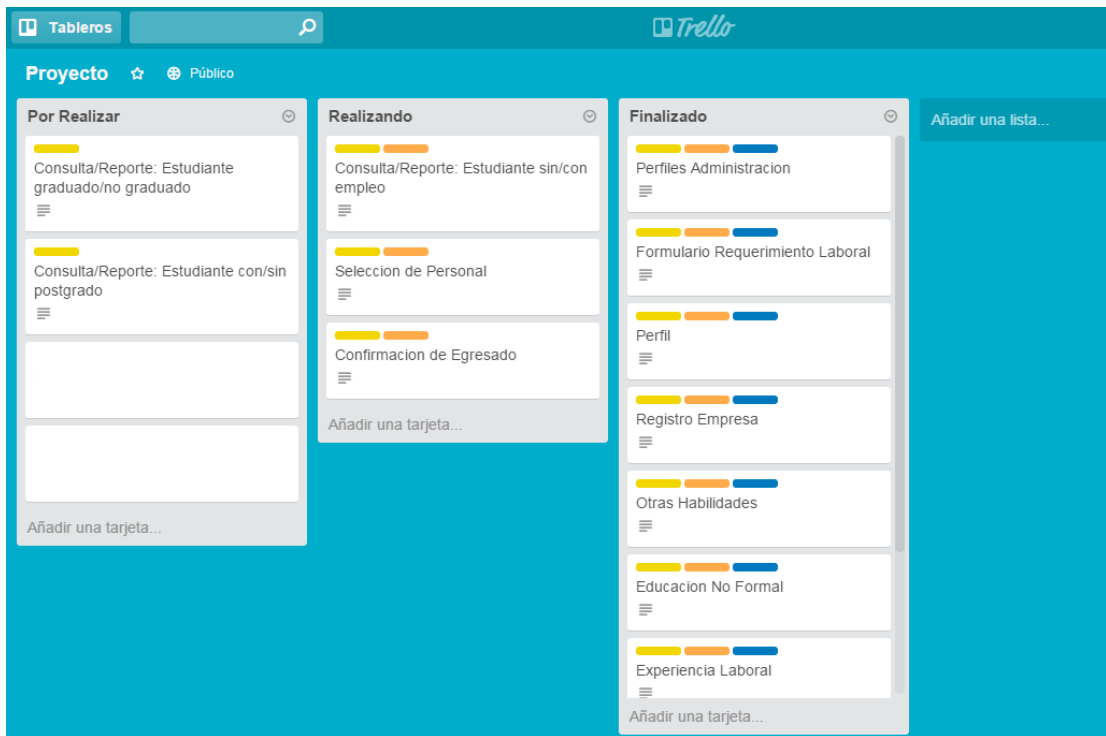 Tableros
Trello
Proyecto
Público
Por Realizar
Consulta/Reporte: Estudiante
graduado/no graduado
Consulta/Reporte: Estudiante con/sin
postgrado
Añadir una tarjeta...
Realizando
Consulta/Reporte: Estudiante sin/con
empleo
Seleccion de Personal
Confirmacion de Egresado
Añadir una tarjeta...
Finalizado
Perfiles Administracion
Formulario Requerimiento Laboral
Perfil
Registro Empresa
Otras Habilidades
Educacion No Formal
Experiencia Laboral
Añadir una tarjeta...
Añadir una lista...